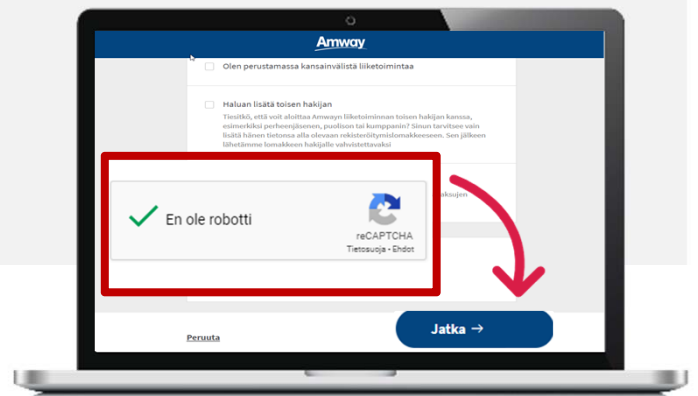 Amway
Olen perustamassa kansainvälistä liiketoimintaa
Haluan lisätä toisen hakijan
Tiesitkö, että voit aloittaa Amwayn liiketoiminnan toisen hakijan kanssa,
esimerkiksi perheenjäsenen, puolison tai kumppanin? Sinun tarvitsee vain
lisätä hänen tietonsa alla olevaan rekisteröitymislomakkeeseen. Sen jälkeen
lähetämme lomakkeen hakijalle vahvistettavaksi
aksujen
En ole robotti
reCAPTCHA
Tietosuoja - Ehdot
Peruuta
Jatka →